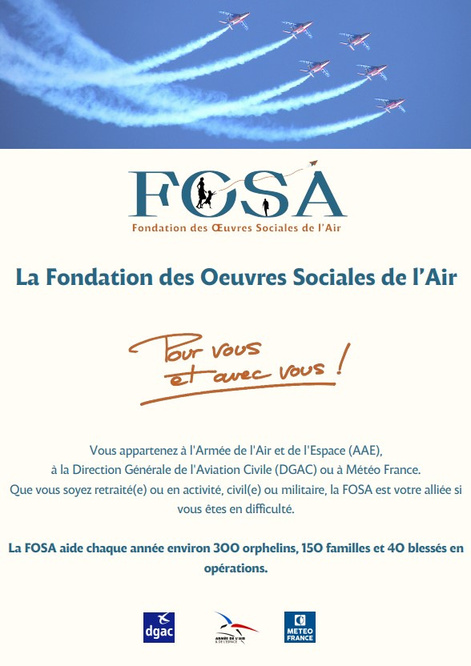 FOSA
Fondation des Œuvres Sociales de l'Air
La Fondation des Oeuvres Sociales de l'Air
Pour vous
et avec vous !
Vous appartenez à l'Armée de l'Air et de l'Espace (AAE),
à la Direction Générale de l'Aviation Civile (DGAC) ou à Météo France.
Que vous soyez retraité(e) ou en activité, civil(e) ou militaire, la FOSA est votre alliée si
vous êtes en difficulté.
La FOSA aide chaque année environ 300 orphelins, 150 familles et 40 blessés en
opérations.
dgac
ARMÉE DE L'AIR
& DE L'ESPACE
METEO
FRANCE